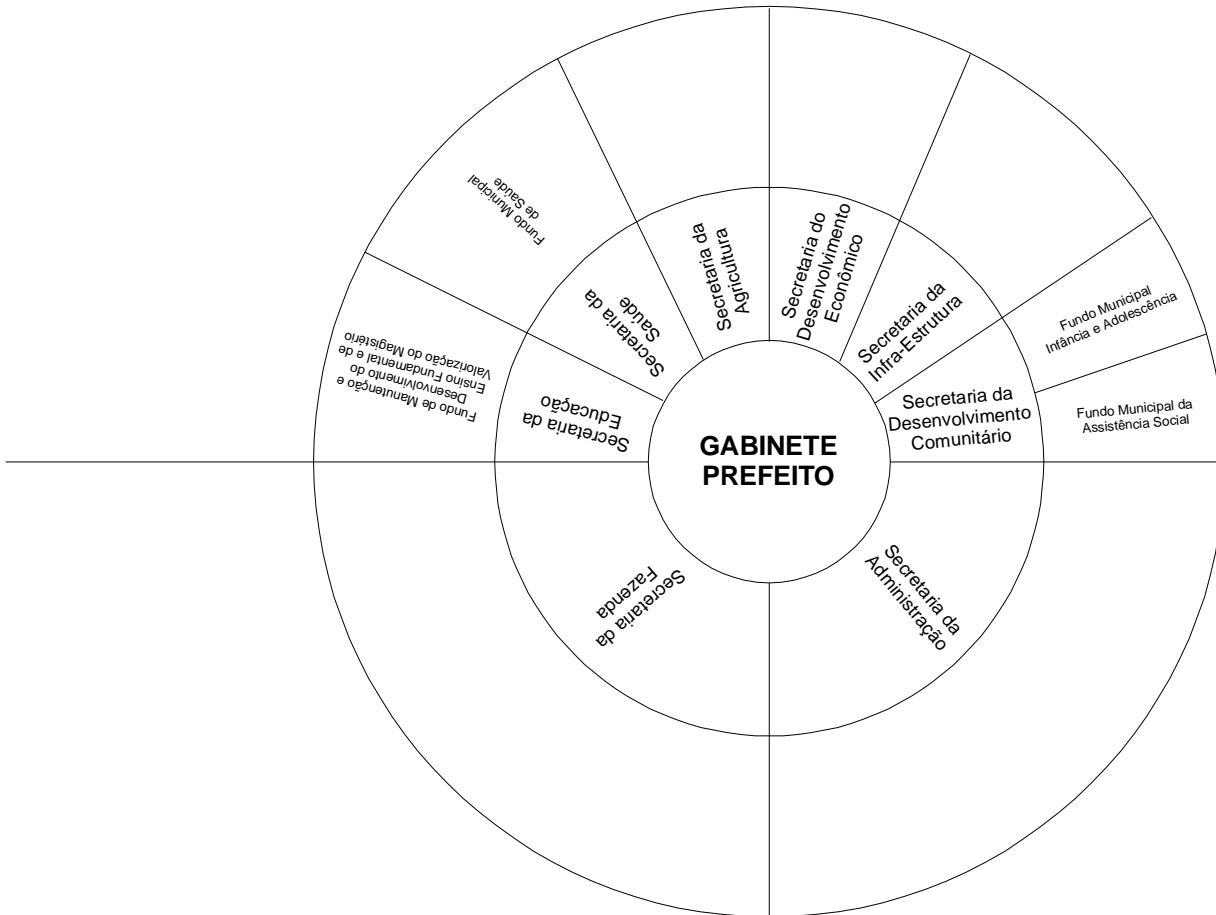 Fundo Municipal
de Saúde
Fundo de Manutenção e
Desenvolvimento do
Ensino Fundamental e de
Valorização do Magistério
Secretaria da
Saúde
Secretaria da
Educação
Secretaria da
Agricultura
Secretaria do
Desenvolvimento
Econômico
Secretaria da
Infra-Estrutura
Secretaria da
Desenvolvimento
Comunitário
Fundo Municipal
Infância e Adolescência
Fundo Municipal da
Assistência Social
GABINETE
PREFEITO
Secretaria da
Fazenda
Secretaria da
Administração